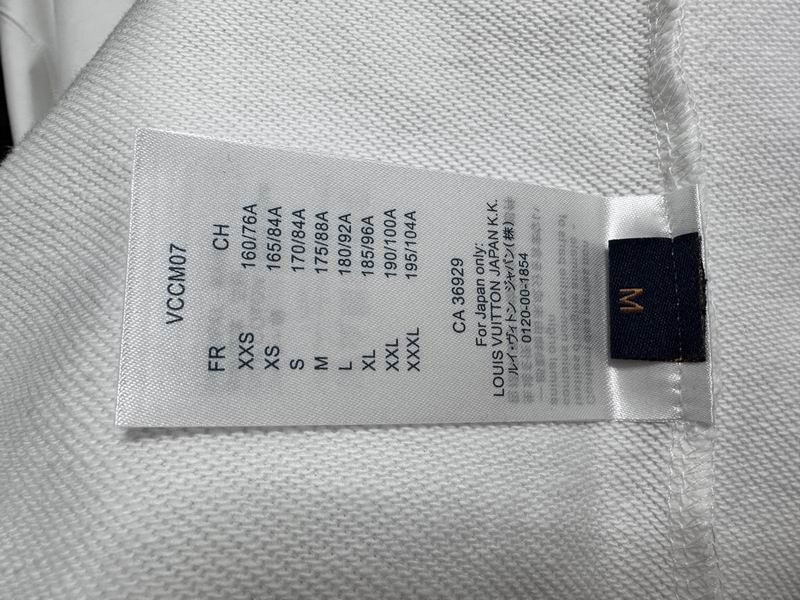 VCCM07
FR CH
XXS 160/76A
XS 165/84A
S 170/84A
M 175/88A
L 180/92A
XL 185/96A
XXL 190/100A
XXXL 195/104A
CA 36929
For Japan only:
LOUIS VUITTON JAPAN K.K.
ルイ・ヴィトン ジャパン(株)
0120-00-1854
M